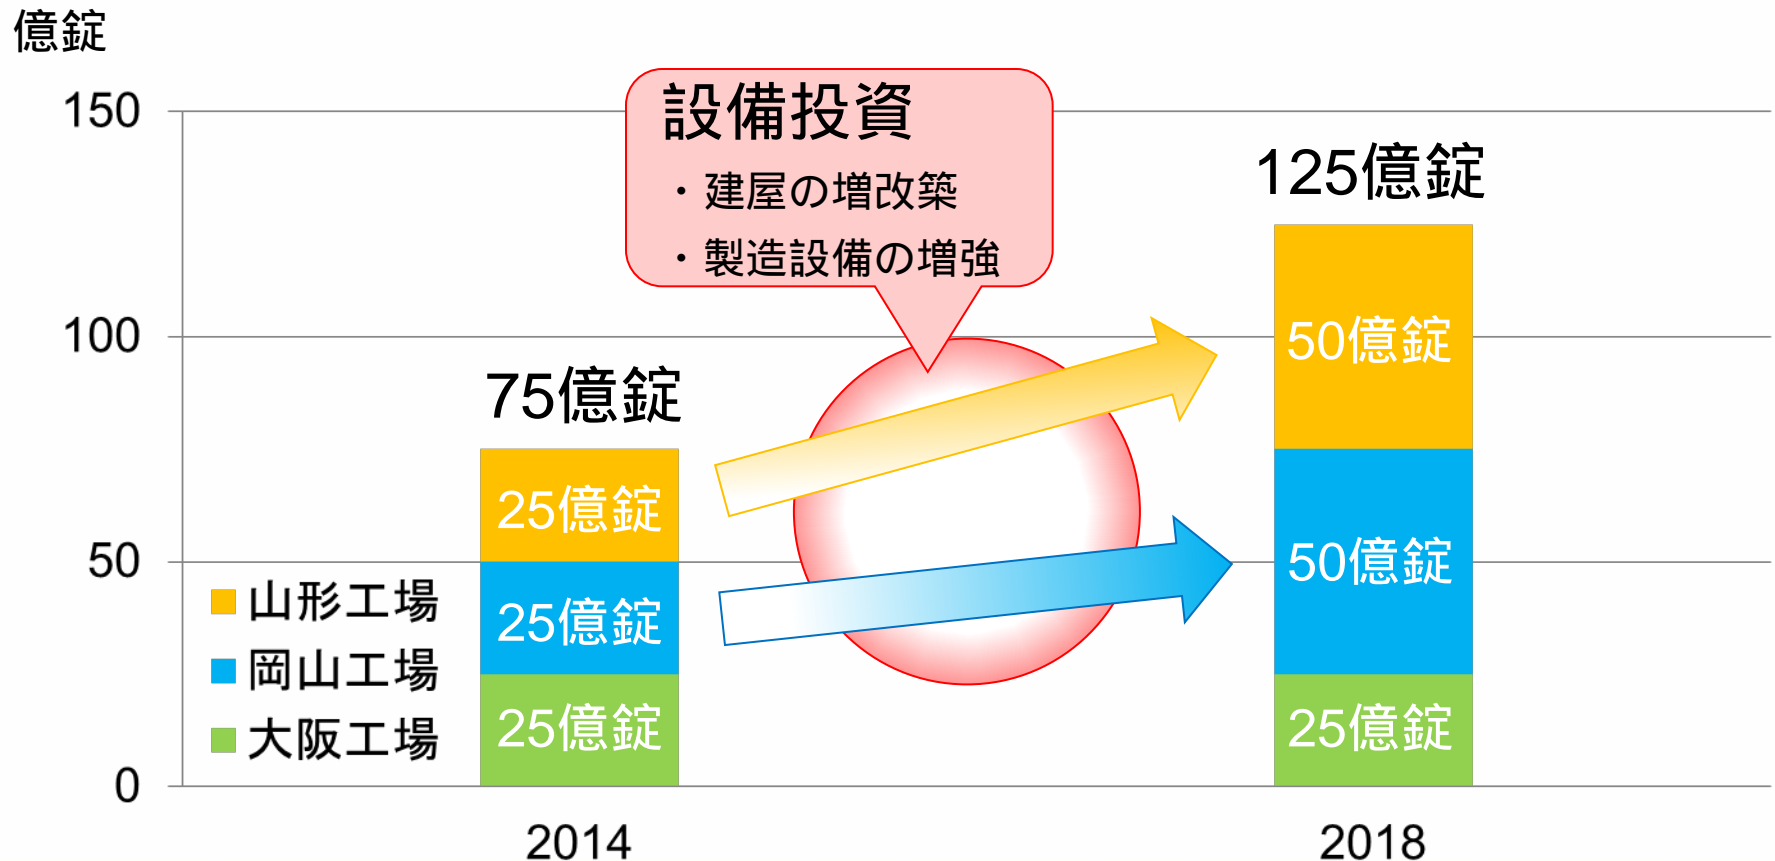 億錠
150
100
50
0
設備投資
・建屋の増改築
・製造設備の増強
75億錠
25億錠
25億錠
25億錠
125億錠
50億錠
50億錠
25億錠
山形工場
岡山工場
大阪工場
2014
2018